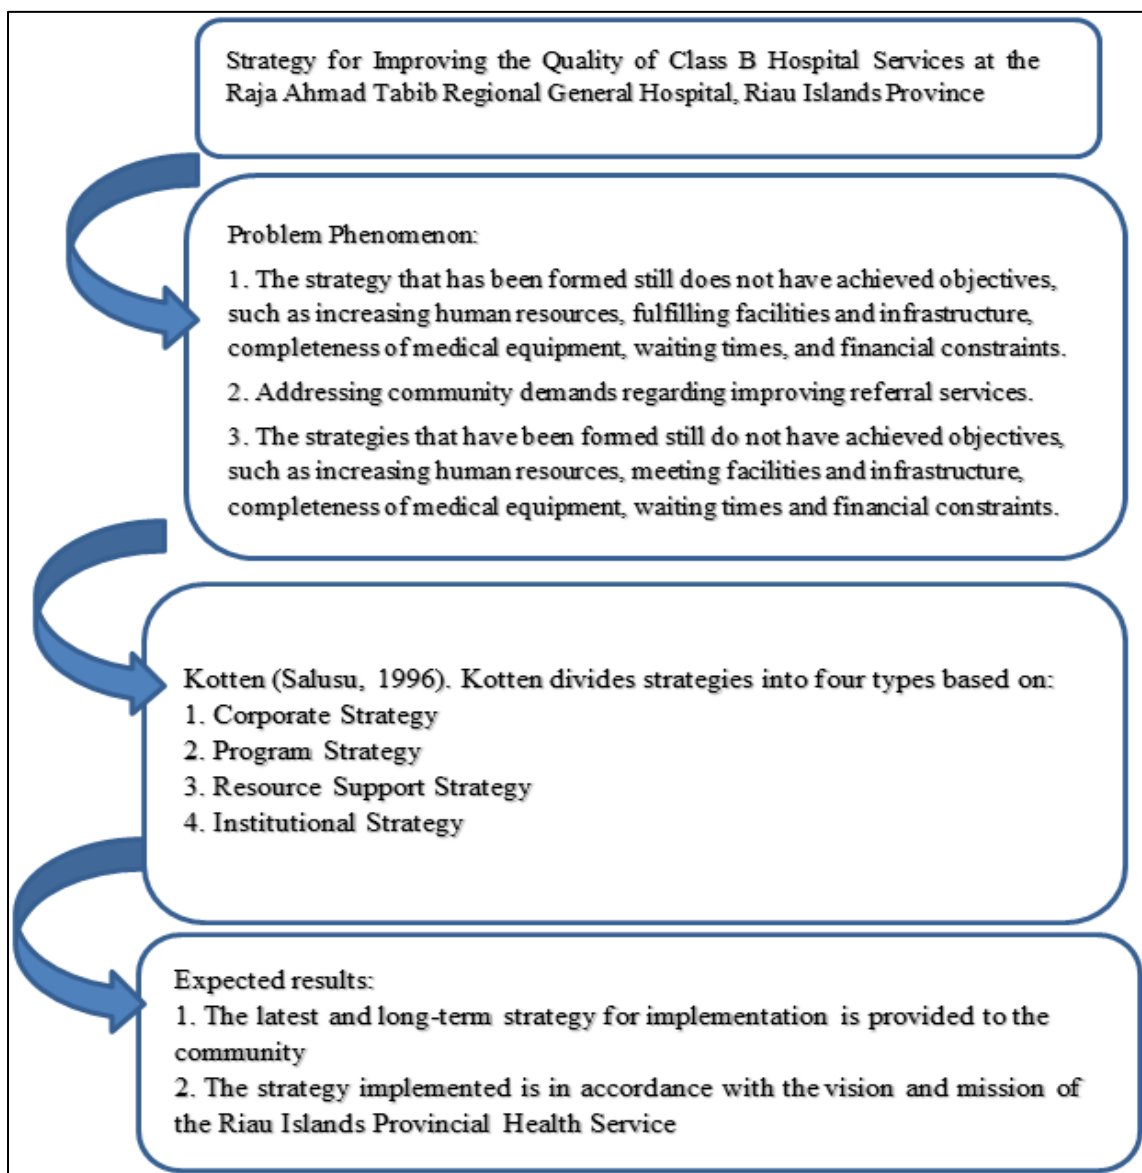 Strategy for Improving the Quality of Class B Hospital Services at the
Raja Ahmad Tabib Regional General Hospital, Riau Islands Province
Problem Phenomenon:
1. The strategy that has been formed still does not have achieved objectives,
such as increasing human resources, fulfilling facilities and infrastructure,
completeness of medical equipment, waiting times, and financial constraints.
2. Addressing community demands regarding improving referral services.
3. The strategies that have been formed still do not have achieved objectives,
such as increasing human resources, meeting facilities and infrastructure,
completeness of medical equipment, waiting times and financial constraints.
Kotten (Salusu, 1996). Kotten divides strategies into four types based on:
1. Corporate Strategy
2. Program Strategy
3. Resource Support Strategy
4. Institutional Strategy
Expected results:
1. The latest and long-term strategy for implementation is provided to the
community
2. The strategy implemented is in accordance with the vision and mission of
the Riau Islands Provincial Health Service